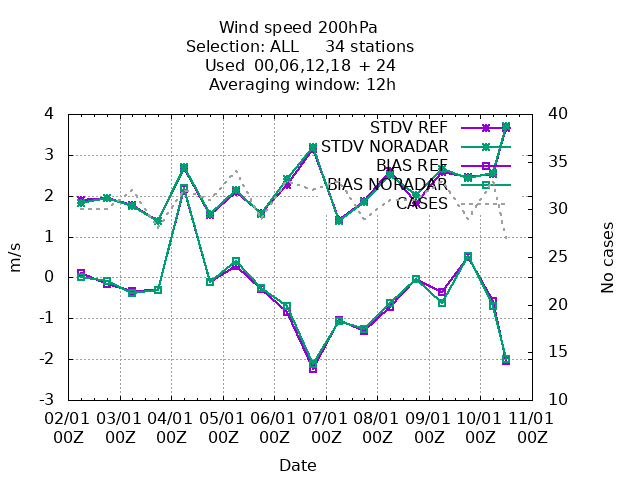 Wind speed 200hPa
Selection: ALL 34 stations
Used 00,06,12,18 + 24
Averaging window: 12h
4
3
2
1
0
-1
-2
-3
m/s
40
35
30
25
20
15
10
No cases
STDV REF
STDV NORADAR
BIAS REF
BIAS NORADAR
CASES
02/01 03/01 04/01 05/01 06/01 07/01 08/01 09/01 10/01 11/01
00Z 00Z 00Z 00Z 00Z 00Z 00Z 00Z 00Z 00Z
Date